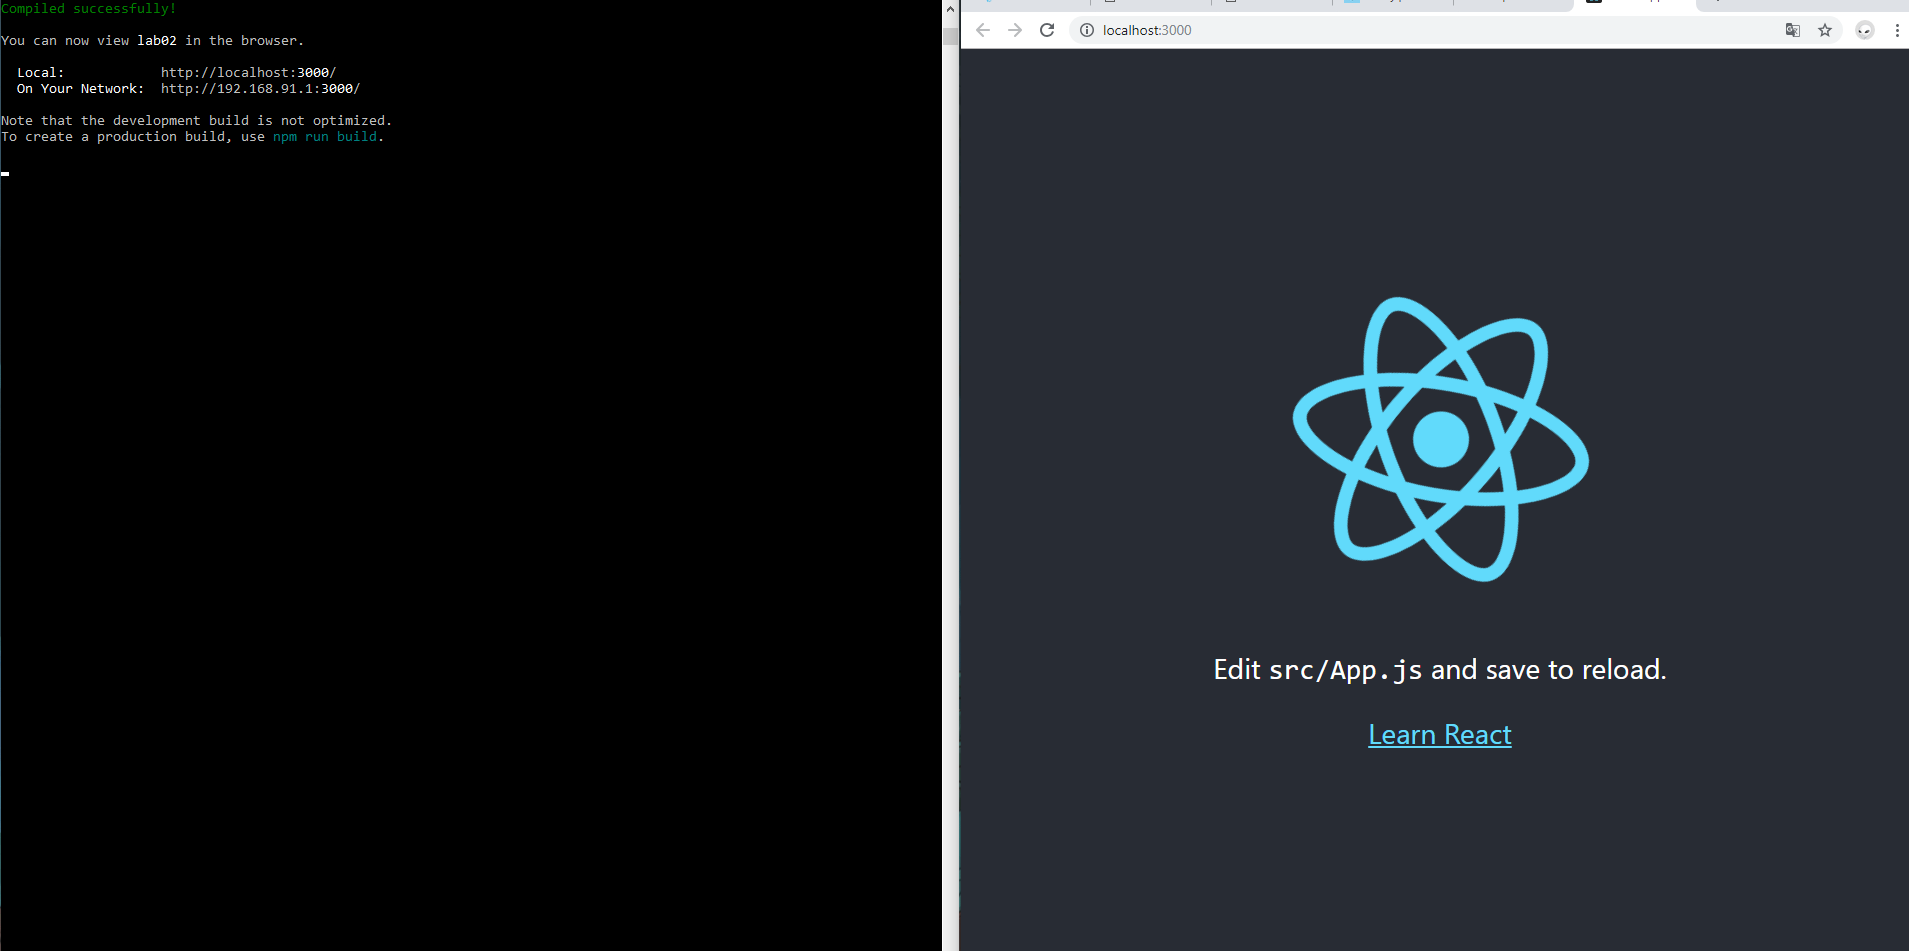 Compiled successfully!
You can now view lab02 in the browser.
Local: http://localhost:3000/
On Your Network: http://192.168.91.1:3000/
Note that the development build is not optimized.
To create a production build, use npm run build.
localhost:3000
Edit src/App.js and save to reload.
Learn React